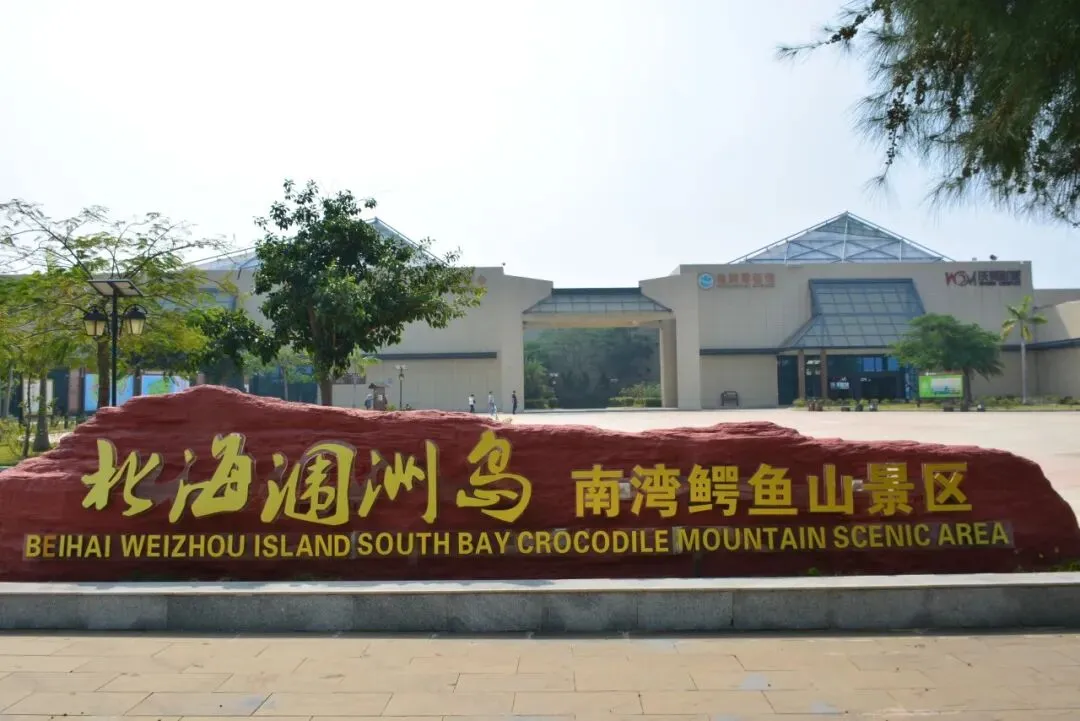 北海涠洲岛 南湾鳄鱼山景区
BEIHAI WEIZHOU ISLAND SOUTH BAY CROCODILE MOUNTAIN SCENIC AREA